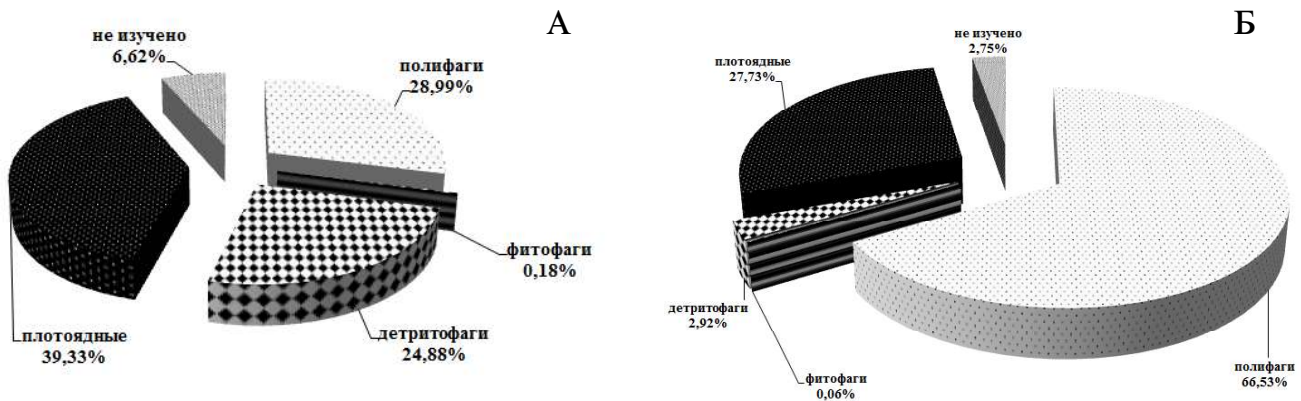 А
не изучено
6,62%
полифаги
28,99%
фитофаги
0,18%
детритофаги
24,88%
плотоядные
39,33%
Б
не изучено
2,75%
плотоядные
27,73%
детритофаги
2,92%
фитофаги
0,06%
полифаги
66,53%